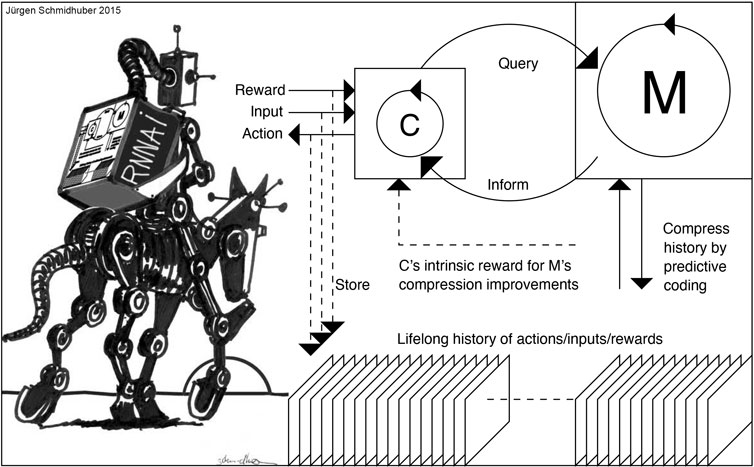 Jürgen Schmidhuber 2015
RNNAI
Reward
Input
Action
C
Query
Inform
M
Store
C's intrinsic reward for M's
compression improvements
Compress
history by
predictive
coding
Lifelong history of actions/inputs/rewards